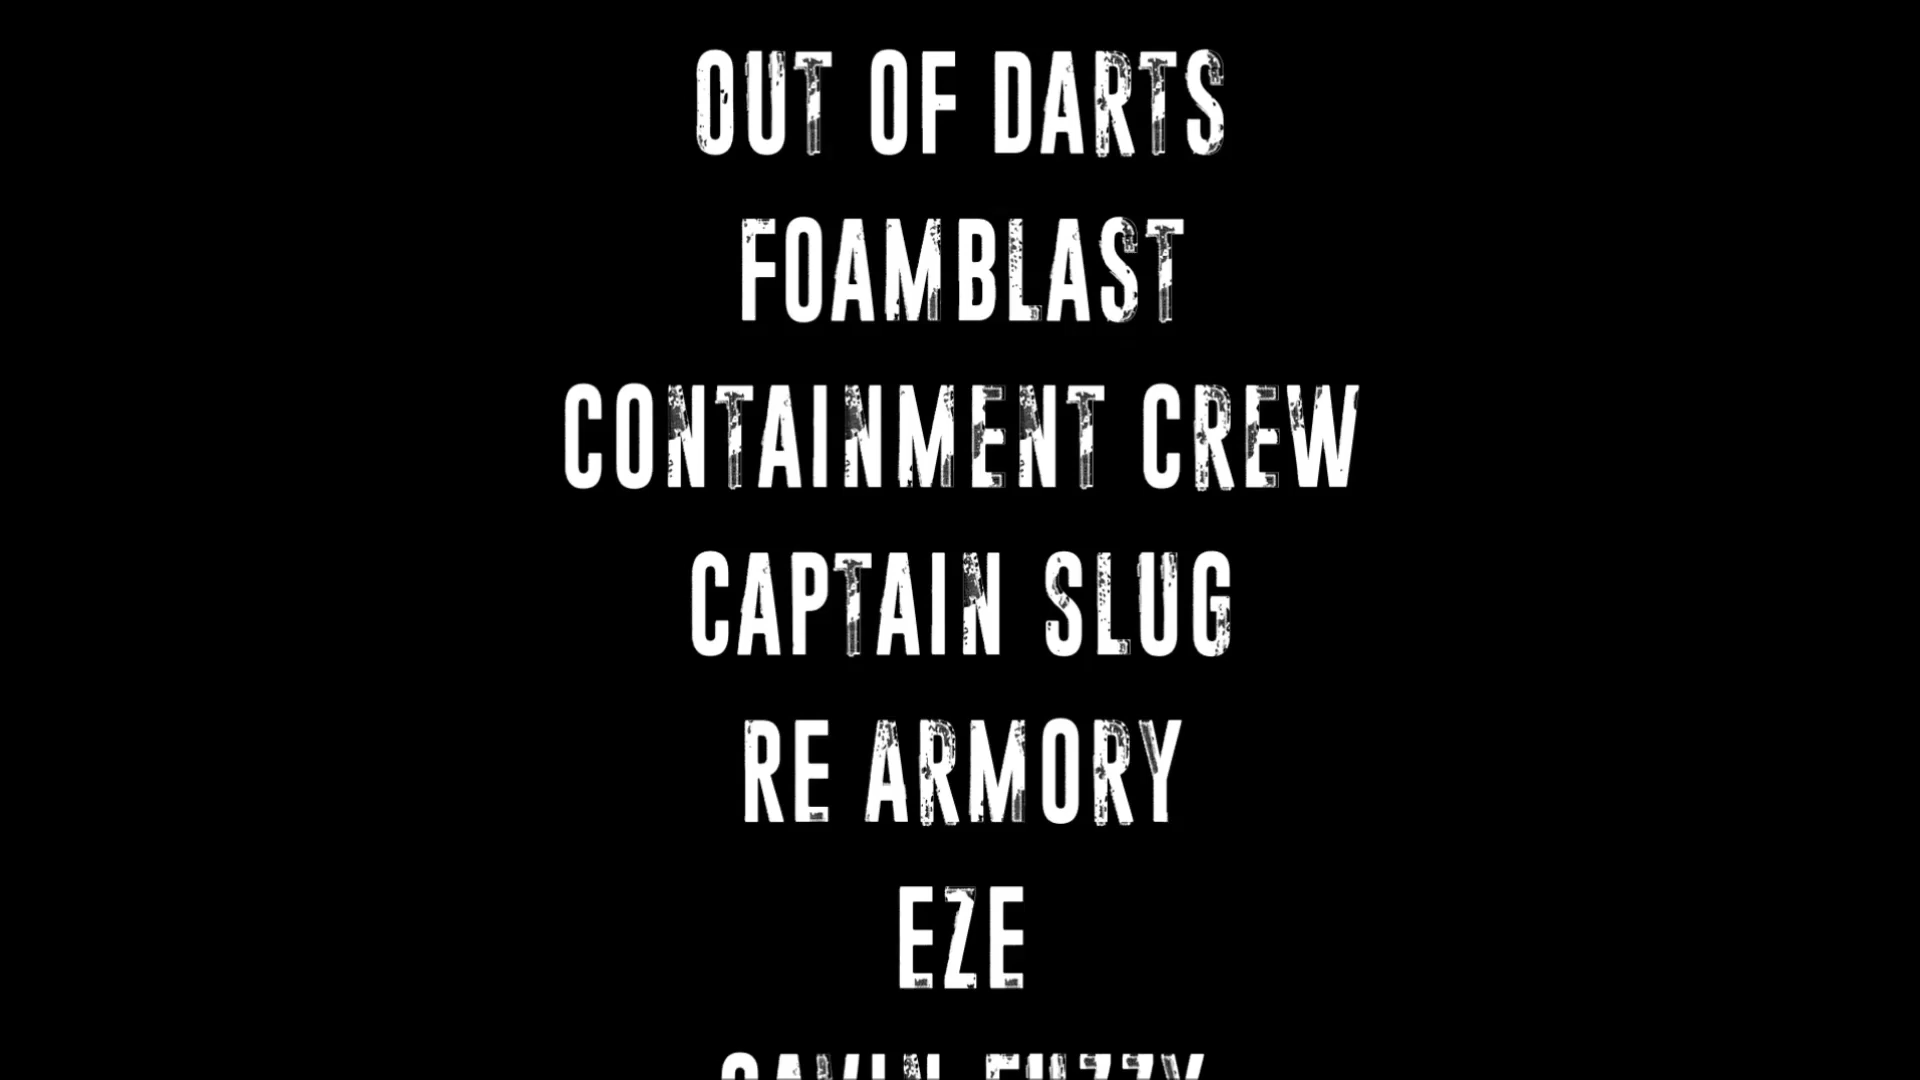 OUT OF DARTS
FOAMBLAST
CONTAINMENT CREW
CAPTAIN SLUG
RE ARMORY
EZE